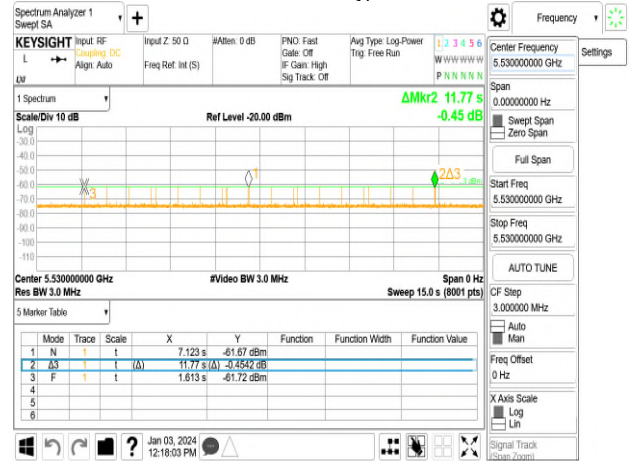 Spectrum Analyzer 1
Swept SA
Frequency
KEYSIGHT
L
Input: RF
Coupling: DC
Align: Auto
Input Z: 50 Ω
Freq Ref: Int (S)
#Atten: 0 dB
PNO: Fast
Gate: Off
IF Gain: High
Sig Track: Off
Avg Type: Log-Power
Trig: Free Run
1 2 3 4 5 6
W W W W W W
P N N N N N
1 Spectrum
ΔMkr2 11.77 s
Scale/Div 10 dB
Ref Level -20.00 dBm
-0.45 dB
Log
-30.0
-40.0
-50.0
-60.0
-70.0
-80.0
-90.0
-100
-110
1
2Δ3
3
Center 5.530000000 GHz
#Video BW 3.0 MHz
Span 0 Hz
Res BW 3.0 MHz
Sweep 15.0 s (8001 pts)
5 Marker Table
Mode Trace Scale X Y Function Function Width Function Value
1 N 1 t 7.123 s -61.67 dBm
2 Δ3 1 t (Δ) 11.77 s (Δ) -0.4542 dB
3 F 1 t 1.613 s -61.72 dBm
4
5
6
Jan 03, 2024
12:18:03 PM
Center Frequency
5.530000000 GHz
Settings
Span
0.00000000 Hz
Swept Span
Zero Span
Full Span
Start Freq
5.530000000 GHz
Stop Freq
5.530000000 GHz
AUTO TUNE
CF Step
3.000000 MHz
Auto
Man
Freq Offset
0 Hz
X Axis Scale
Log
Lin
Signal Track
(Span Zoom)